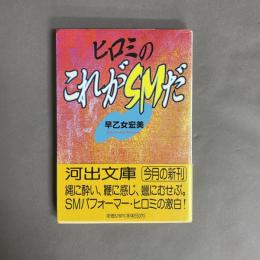 ヒロミの
これがSMだ
早乙女宏美
河出文庫
今月の新刊
縄に酔い、鞭に感じ、蠟にむせぶ。
SMパフォーマー・ヒロミの激白!